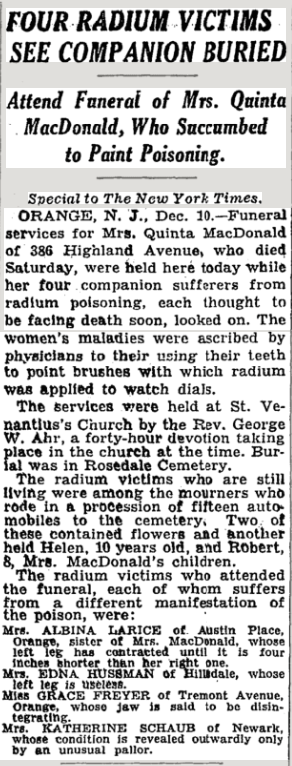 FOUR RADIUM VICTIMS
SEE COMPANION BURIED
Attend Funeral of Mrs. Quinta
MacDonald, Who Succumbed
to Paint Poisoning.
Special to The New York Times.
ORANGE, N. J., Dec. 10.—Funeral
services for Mrs. Quinta MacDonald
of 386 Highland Avenue, who died
Saturday, were held here today while
her four companion sufferers from
radium poisoning, each thought to
be facing death soon, looked on. The
women's maladies were ascribed by
physicians to their using their teeth
to point brushes with which radium
was applied to watch dials.
The services were held at St. Ve-
nantius's Church by the Rev. George
W. Ahr, a forty-hour devotion taking
place in the church at the time. Bur-
ial was in Rosedale Cemetery.
The radium victims who are still
living were among the mourners who
rode in a procession of fifteen auto-
mobiles to the cemetery. Two of
these contained flowers and another
held Helen, 10 years old, and Robert,
8, Mrs. MacDonald's children.
The radium victims who attended
the funeral, each of whom suffers
from a different manifestation of
the poison, were:
Mrs. ALBINA LARICE of Austin Place,
Orange, sister of Mrs. MacDonald, whose
left leg has contracted until it is four
inches shorter than her right one.
Mrs. EDNA HUSSMAN of Hillsdale, whose
left leg is useless.
Miss GRACE FREYER of Tremont Avenue,
Orange, whose jaw is said to be disin-
tegrating.
Mrs. KATHERINE SCHAUB of Newark,
whose condition is revealed outwardly only
by an unusual pallor.